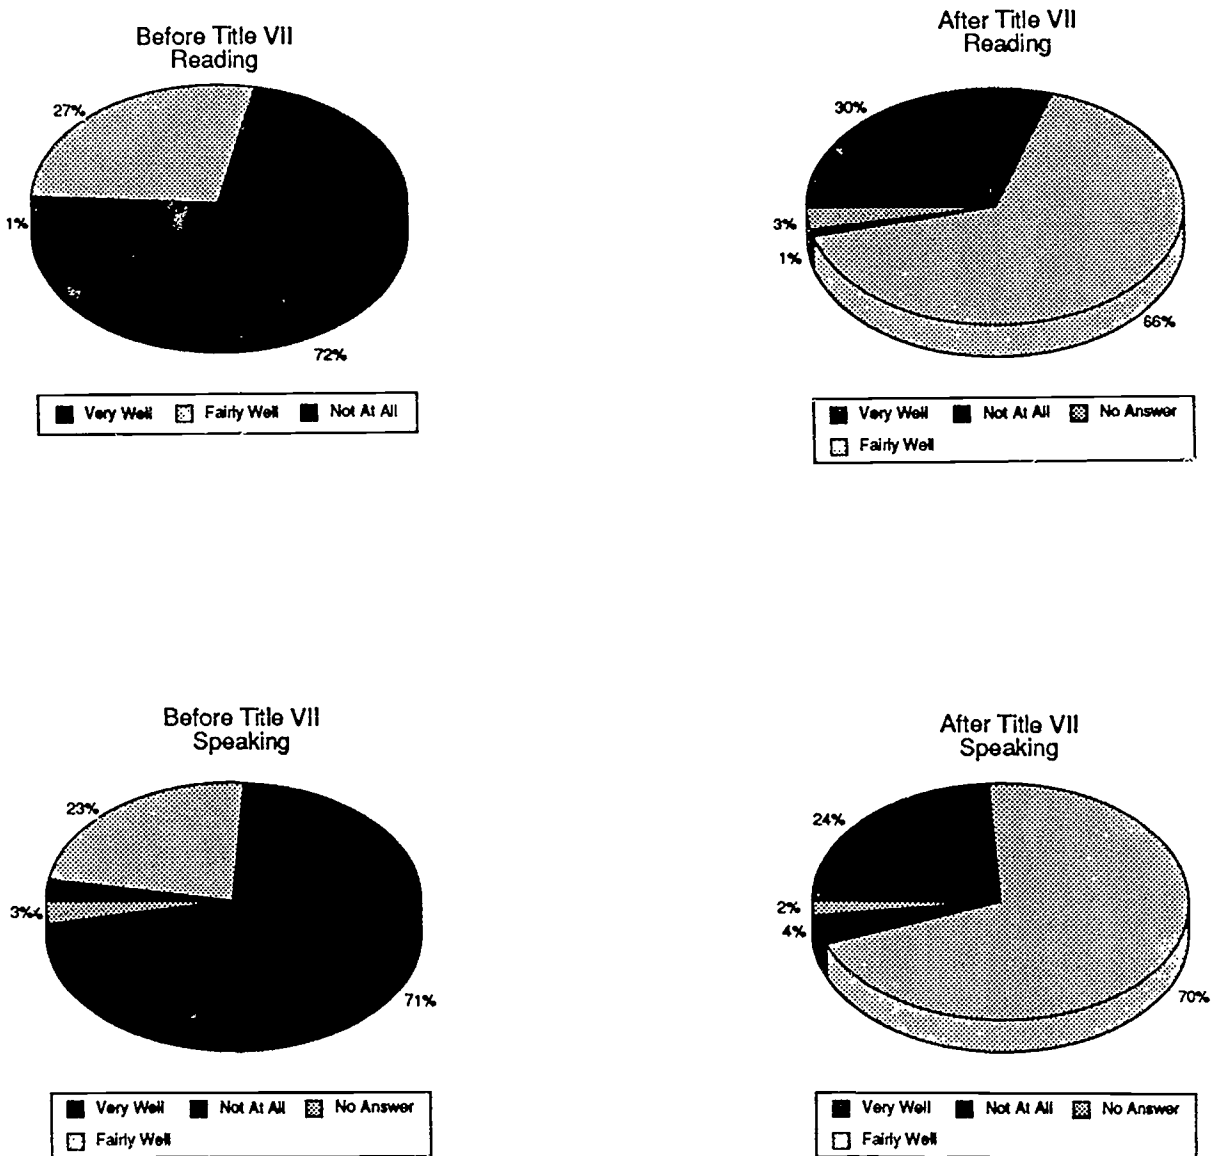 Before Title VII
Reading
27%
1%
72%
Very Well Fairly Well Not At All
After Title VII
Reading
30%
3%
1%
66%
Very Well Not At All No Answer
Fairly Well
Before Title VII
Speaking
23%
3%
71%
Very Well Not At All No Answer
Fairly Well
After Title VII
Speaking
24%
2%
4%
70%
Very Well Not At All No Answer
Fairly Well